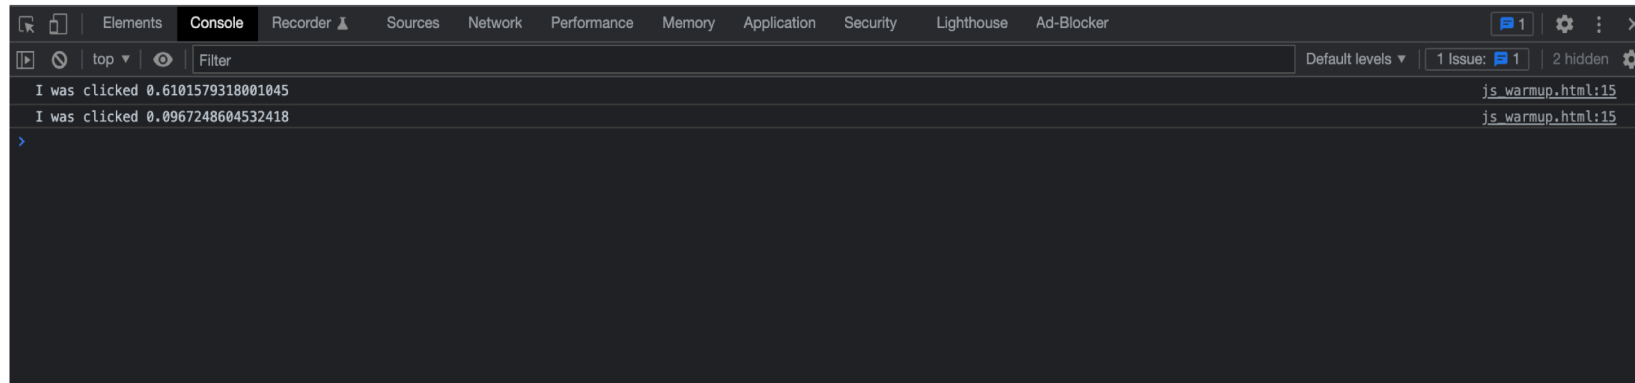 Elements Console Recorder Sources Network Performance Memory Application Security Lighthouse Ad-Blocker 1
top Filter Default levels 1 Issue: 1 2 hidden
I was clicked 0.6101579318001045 js_warmup.html:15
I was clicked 0.0967248604532418 js_warmup.html:15